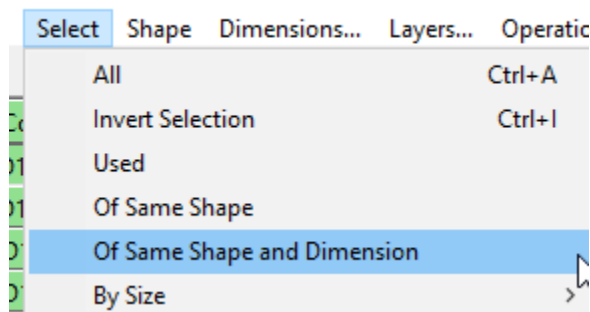 Select Shape Dimensions... Layers... Operatio
All Ctrl+A
Invert Selection Ctrl+I
Used
Of Same Shape
Of Same Shape and Dimension
By Size >